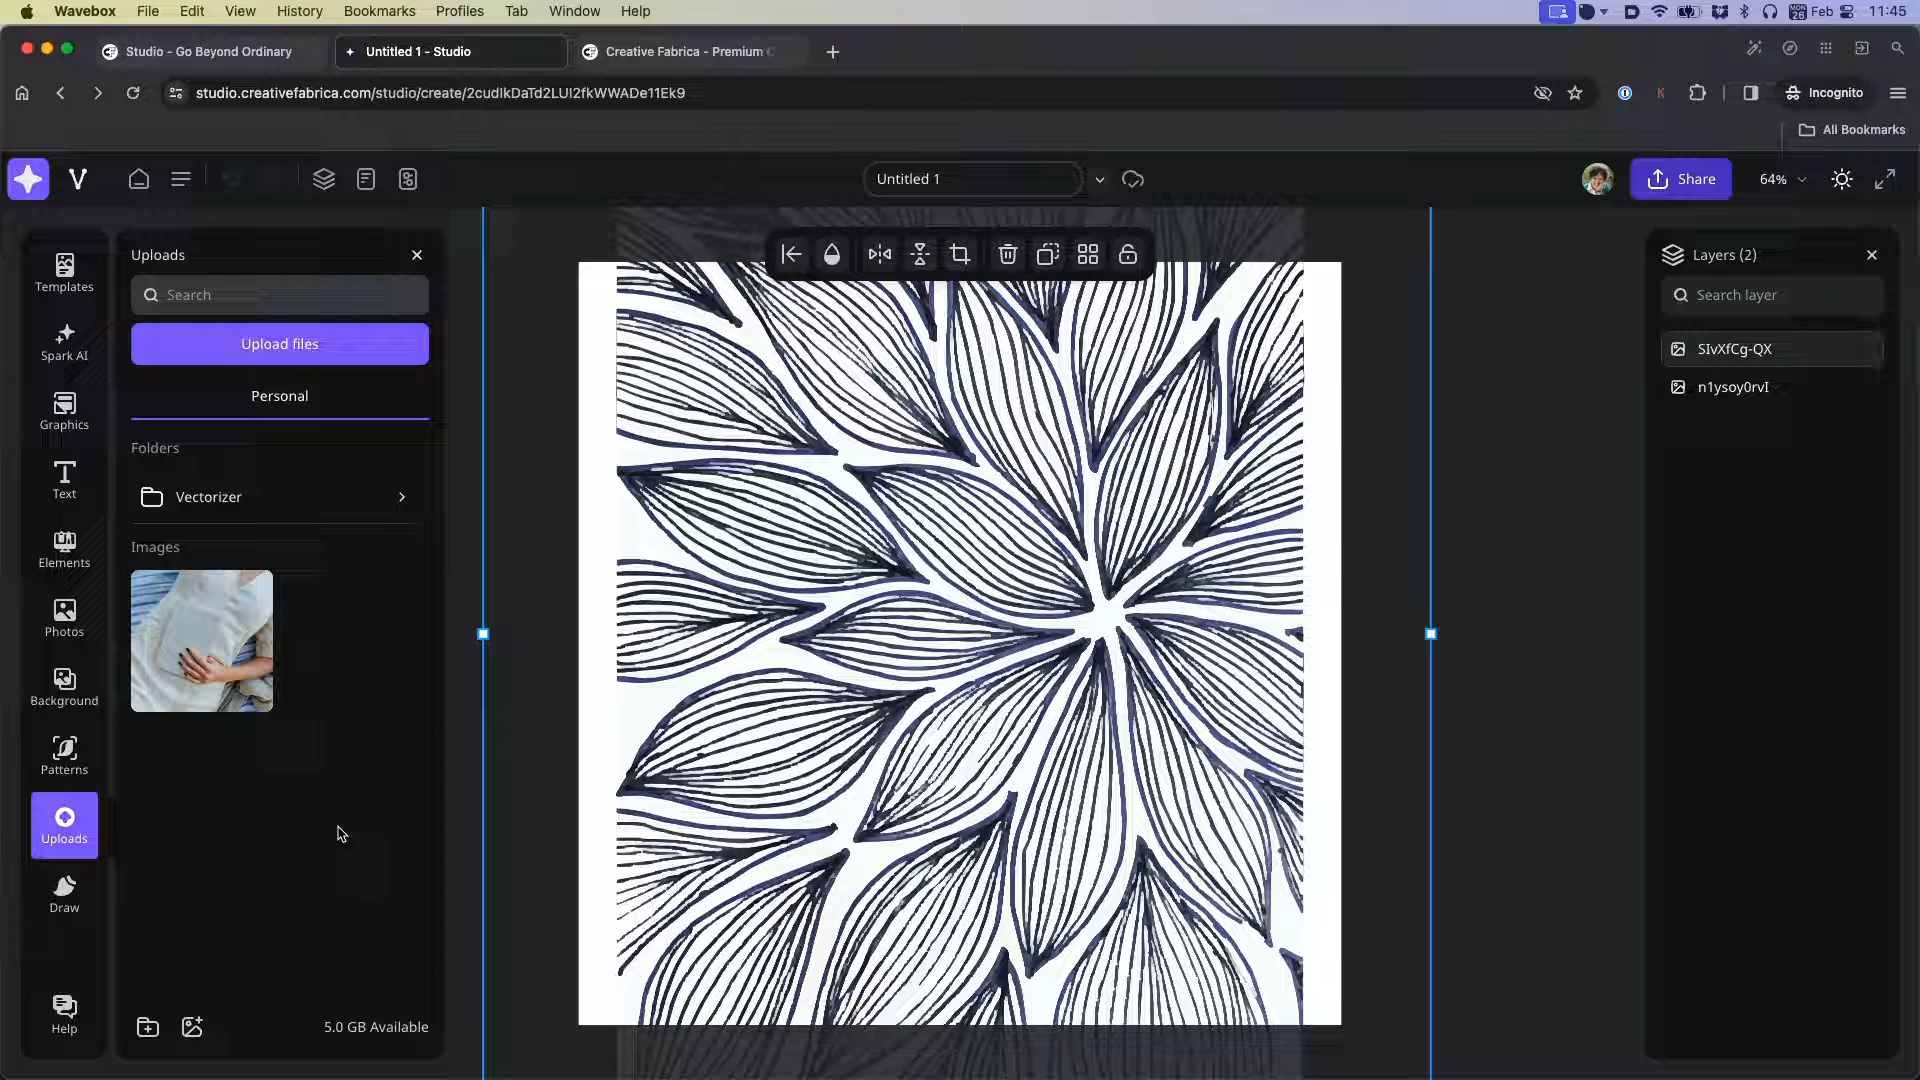 Wavebox File Edit View History Bookmarks Profiles Tab Window Help
MON 26 Feb 11:45
Studio - Go Beyond Ordinary
Untitled 1 - Studio
Creative Fabrica - Premium C
studio.creativefabrica.com/studio/create/2cudIkDaTd2LUI2fkWWADe11Ek9
K
Incognito
All Bookmarks
Untitled 1
Share
64%
Templates
Spark AI
Graphics
Text
Elements
Photos
Background
Patterns
Uploads
Draw
Help
Uploads
Search
Upload files
Personal
Folders
Vectorizer
Images
5.0 GB Available
Layers (2)
Search layer
SIvXfCg-QX
n1ysoy0rvI